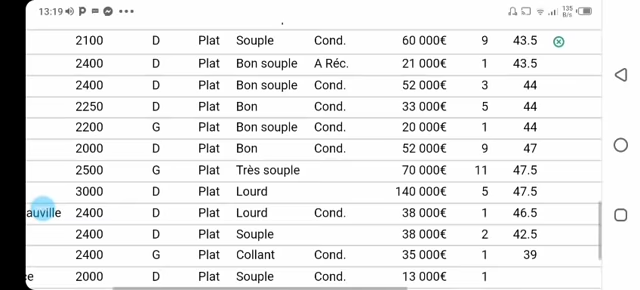 13:19 P ••• 135 B/s
2100 D Plat Souple Cond. 60 000€ 9 43.5
2400 D Plat Bon souple A Réc. 21 000€ 1 43.5
2400 D Plat Bon souple Cond. 52 000€ 3 44
2250 D Plat Bon Cond. 33 000€ 5 44
2200 G Plat Bon souple Cond. 20 000€ 1 44
2000 D Plat Bon Cond. 52 000€ 9 47
2500 G Plat Très souple 70 000€ 11 47.5
3000 D Plat Lourd 140 000€ 5 47.5
auville 2400 D Plat Lourd Cond. 38 000€ 1 46.5
2400 D Plat Souple 38 000€ 2 42.5
2400 G Plat Collant Cond. 35 000€ 1 39
ce 2000 D Plat Souple Cond. 13 000€ 1